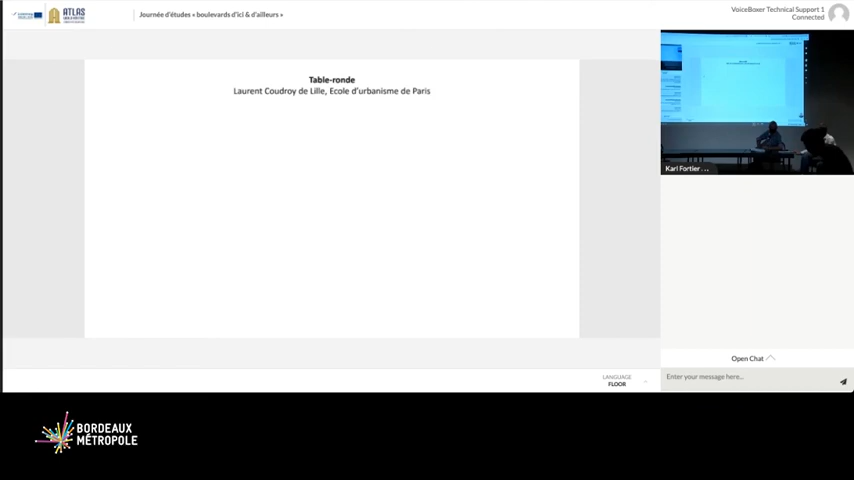 ATLAS
Journée d'études « boulevards d'ici & d'ailleurs »
VoiceBoxer Technical Support 1
Connected
Table-ronde
Laurent Coudroy de Lille, Ecole d'urbanisme de Paris
Karl Fortier ...
Open Chat
LANGUAGE
FLOOR
Enter your message here...
BORDEAUX
MÉTROPOLE